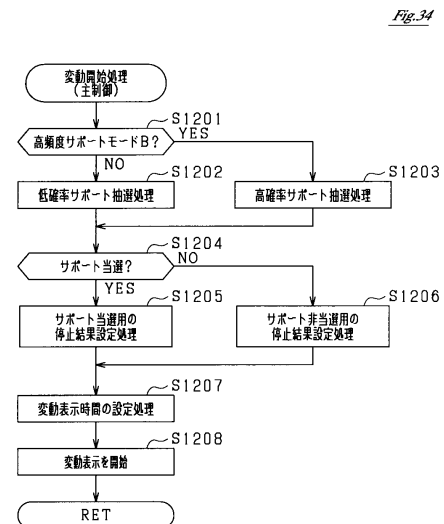 Fig.34
変動開始処理
(主制御)
S1201
高頻度サポートモードB?
YES
NO
S1202
低確率サポート抽選処理
S1203
高確率サポート抽選処理
S1204
サポート当選?
NO
YES
S1205
サポート当選用の
停止結果設定処理
S1206
サポート非当選用の
停止結果設定処理
S1207
変動表示時間の設定処理
S1208
変動表示を開始
RET